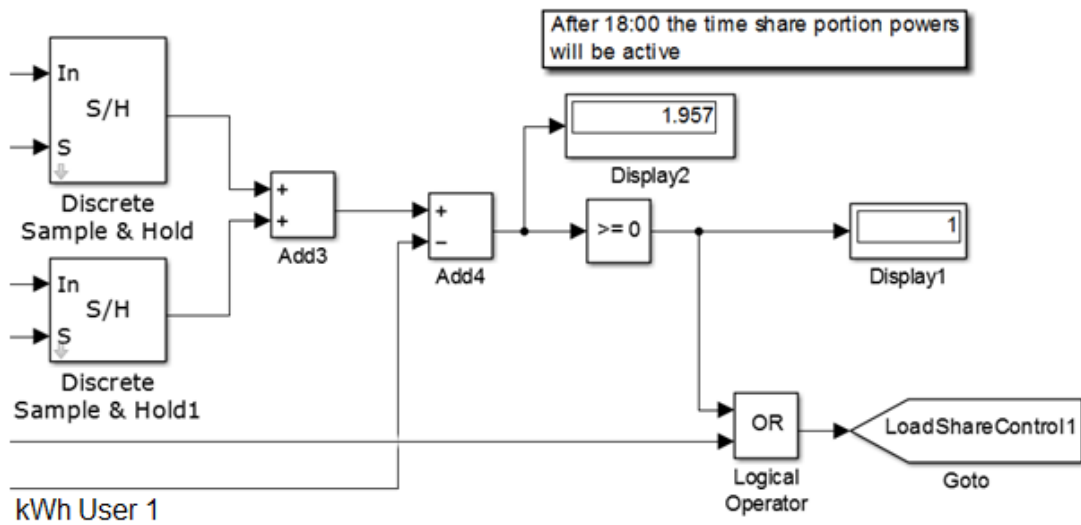 After 18:00 the time share portion powers
will be active
In
S/H
S
Discrete
Sample & Hold
+
+
Add3
+
−
Add4
1.957
Display2
>= 0
1
Display1
In
S/H
S
Discrete
Sample & Hold1
OR
Logical
Operator
LoadShareControl1
Goto
kWh User 1